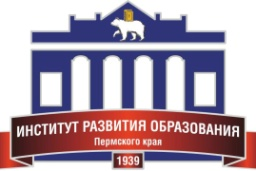 ИНСТИТУТ РАЗВИТИЯ ОБРАЗОВАНИЯ
Пермского края
1939